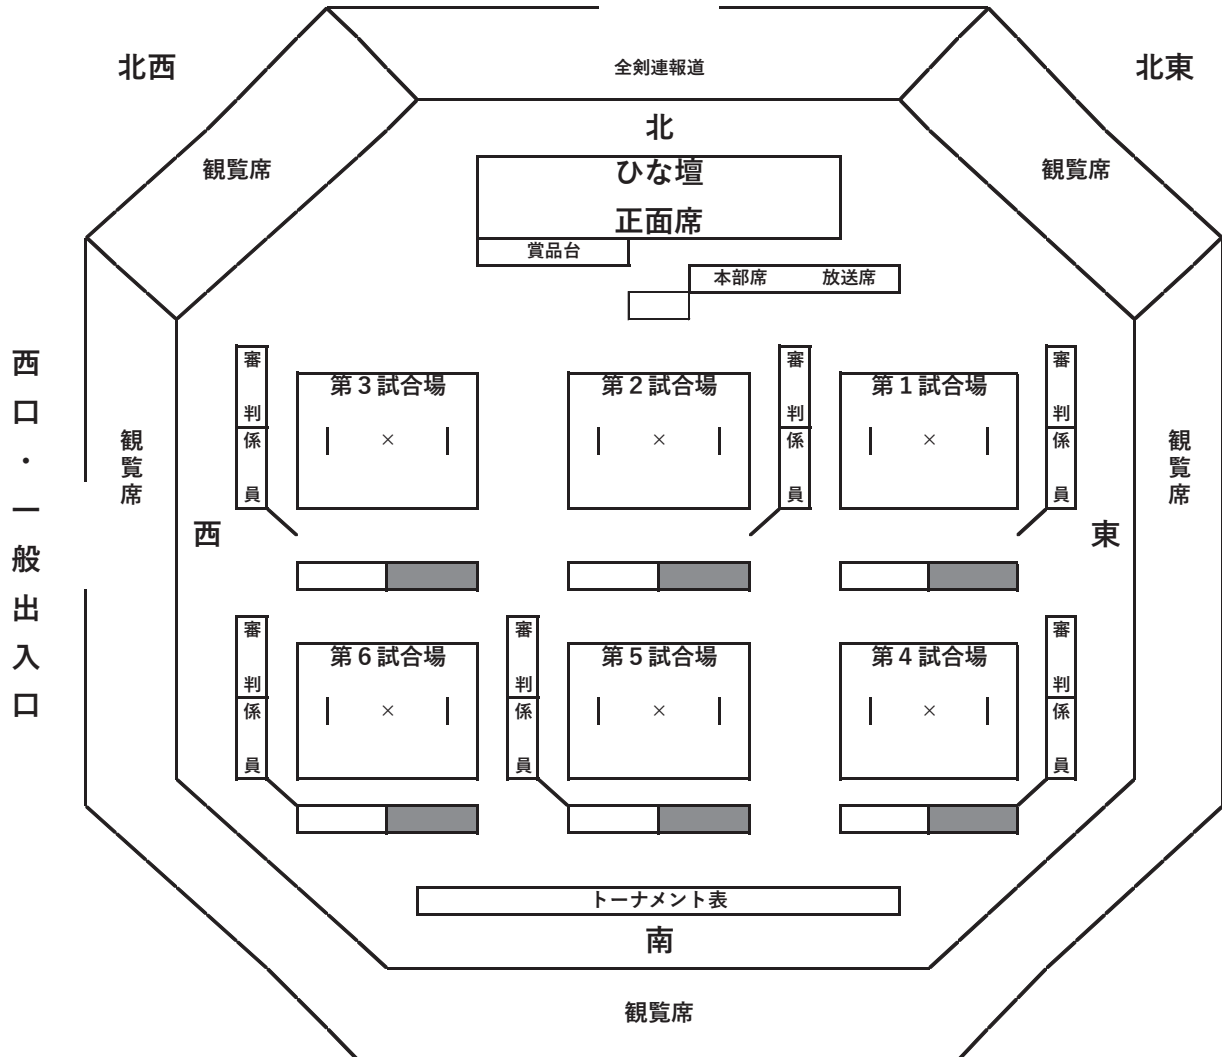 北西
全剣連報道
北東
北
観覧席
ひな壇
観覧席
正面席
賞品台
本部席 放送席
西口・一般出入口
観覧席
審判
係員
第3試合場
×
第2試合場
×
審判
係員
第1試合場
×
審判
係員
観覧席
西
東
審判
係員
第6試合場
×
審判
係員
第5試合場
×
第4試合場
×
審判
係員
トーナメント表
南
観覧席